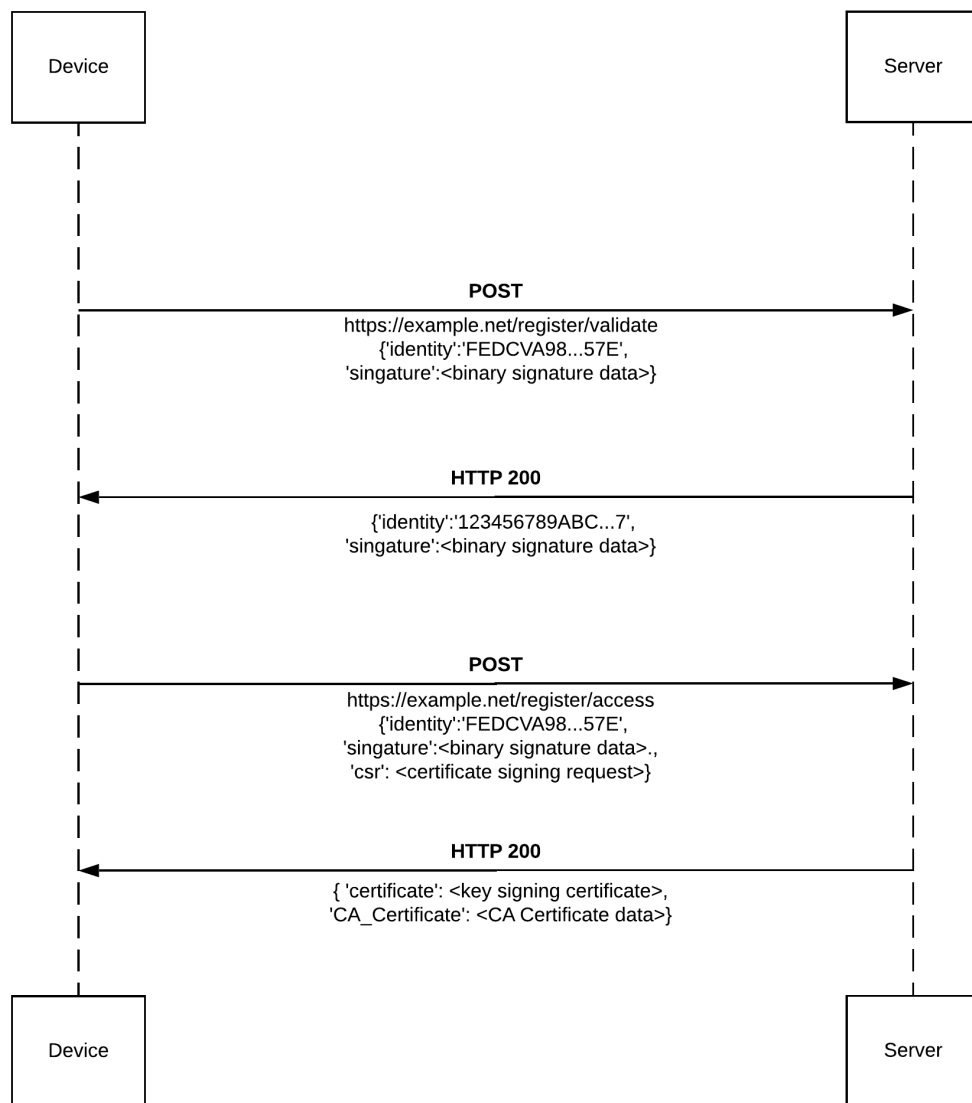 Device
Server
POST
https://example.net/register/validate
{'identity':'FEDCVA98...57E',
'singature':<binary signature data>}
HTTP 200
{'identity':'123456789ABC...7',
'singature':<binary signature data>}
POST
https://example.net/register/access
{'identity':'FEDCVA98...57E',
'singature':<binary signature data>.,
'csr': <certificate signing request>}
HTTP 200
{ 'certificate': <key signing certificate>,
'CA_Certificate': <CA Certificate data>}
Device
Server